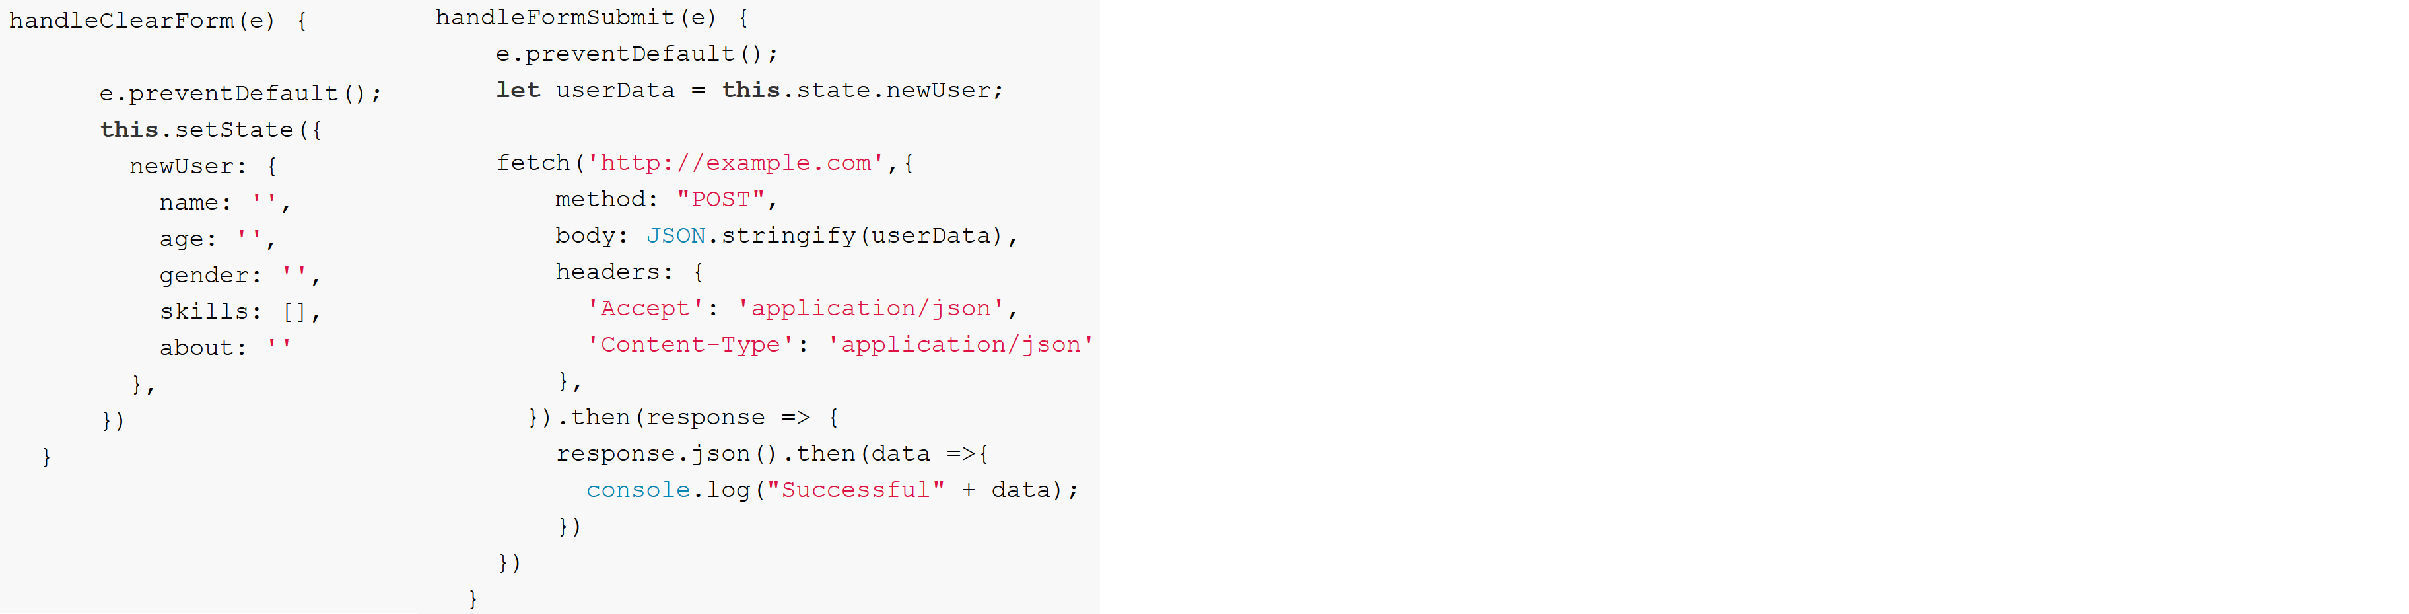 handleClearForm(e) {
e.preventDefault();
this.setState({
newUser: {
name: '',
age: '',
gender: '',
skills: [],
about: ''
},
})
}
handleFormSubmit(e) {
e.preventDefault();
let userData = this.state.newUser;
fetch('http://example.com',{
method: "POST",
body: JSON.stringify(userData),
headers: {
'Accept': 'application/json',
'Content-Type': 'application/json'
},
}).then(response => {
response.json().then(data =>{
console.log("Successful" + data);
})
})
}